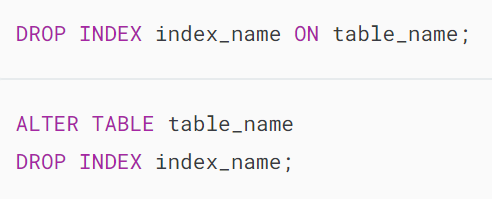 DROP INDEX index_name ON table_name;
ALTER TABLE table_name
DROP INDEX index_name;